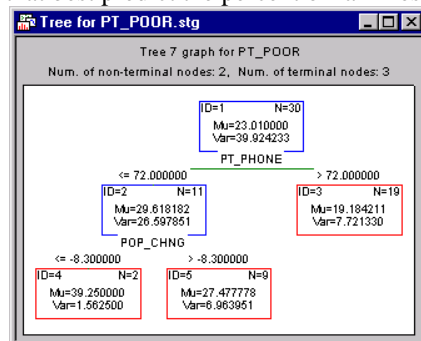 Tree for PT_POOR.stg
Tree 7 graph for PT_POOR
Num. of non-terminal nodes: 2, Num. of terminal nodes: 3
ID=1 N=30
Mu=23.010000
Var=39.924233
PT_PHONE
<= 72.000000 > 72.000000
ID=2 N=11 ID=3 N=19
Mu=29.618182 Mu=19.184211
Var=26.597851 Var=7.721330
POP_CHNG
<= -8.300000 > -8.300000
ID=4 N=2 ID=5 N=9
Mu=39.250000 Mu=27.477778
Var=1.562500 Var=6.963951